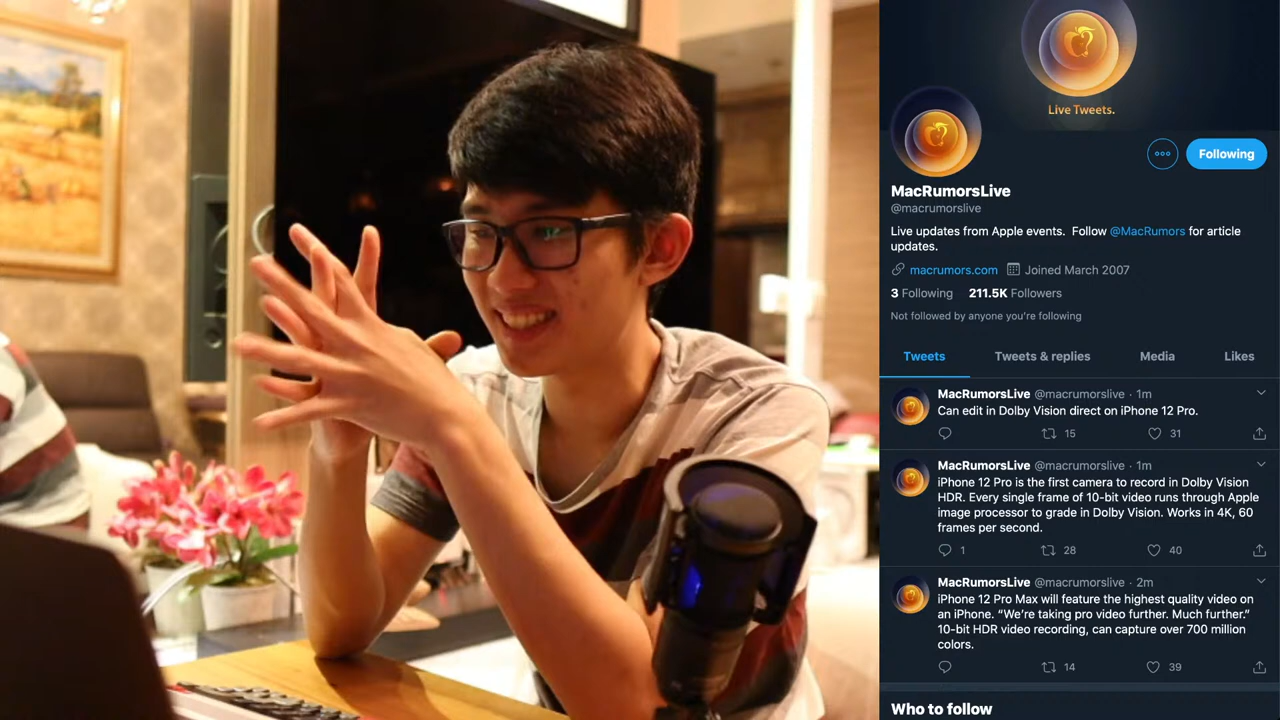 Live Tweets.
Following
MacRumorsLive
@macrumorslive
Live updates from Apple events. Follow @MacRumors for article
updates.
macrumors.com Joined March 2007
3 Following 211.5K Followers
Not followed by anyone you're following
Tweets Tweets & replies Media Likes
MacRumorsLive @macrumorslive · 1m
Can edit in Dolby Vision direct on iPhone 12 Pro.
15 31
MacRumorsLive @macrumorslive · 1m
iPhone 12 Pro is the first camera to record in Dolby Vision
HDR. Every single frame of 10-bit video runs through Apple
image processor to grade in Dolby Vision. Works in 4K, 60
frames per second.
1 28 40
MacRumorsLive @macrumorslive · 2m
iPhone 12 Pro Max will feature the highest quality video on
an iPhone. “We’re taking pro video further. Much further.”
10-bit HDR video recording, can capture over 700 million
colors.
14 39
Who to follow